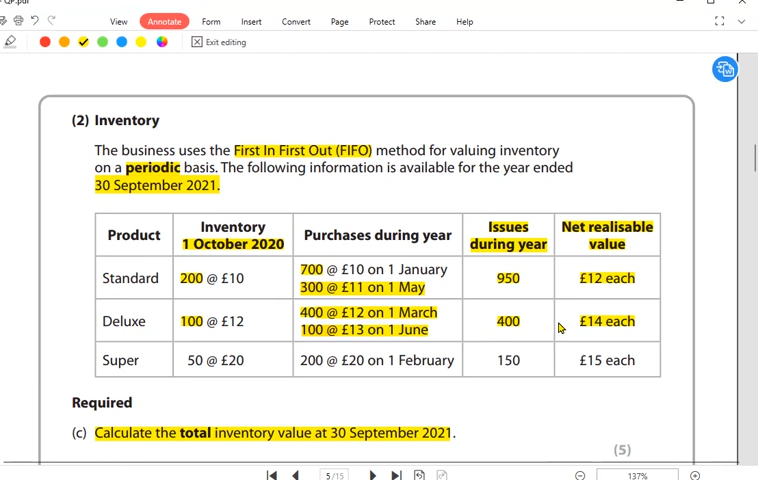 QP.pdf
View Annotate Form Insert Convert Page Protect Share Help
Exit editing
(2) Inventory
The business uses the First In First Out (FIFO) method for valuing inventory
on a periodic basis. The following information is available for the year ended
30 September 2021.
Product Inventory 1 October 2020 Purchases during year Issues during year Net realisable value
Standard 200 @ £10 700 @ £10 on 1 January 950 £12 each
300 @ £11 on 1 May
Deluxe 100 @ £12 400 @ £12 on 1 March 400 £14 each
100 @ £13 on 1 June
Super 50 @ £20 200 @ £20 on 1 February 150 £15 each
Required
(c) Calculate the total inventory value at 30 September 2021.
(5)
5 /15 137%